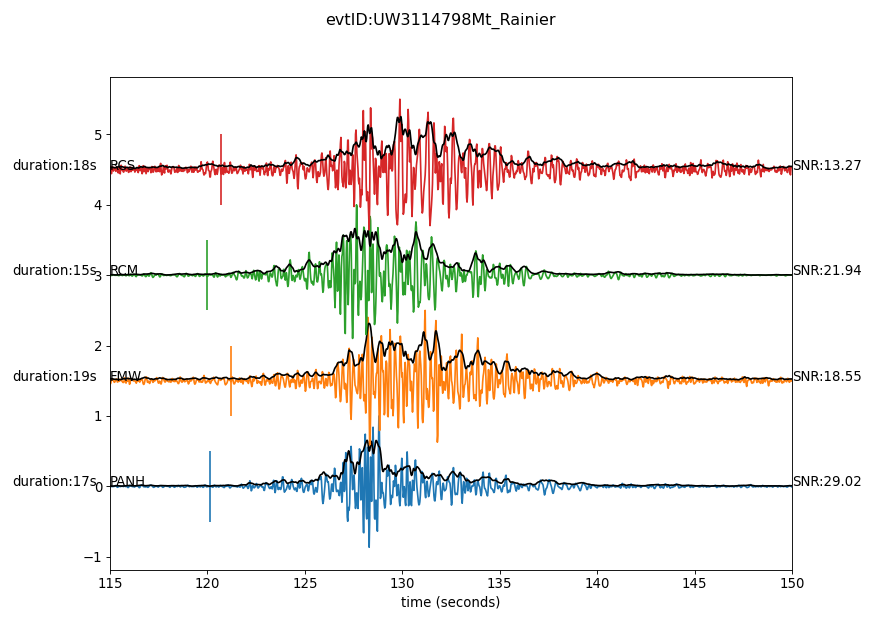 evtID:UW3114798Mt_Rainier
5
duration:18s RCS SNR:13.27
4
duration:15s RCM SNR:21.94
3
2
duration:19s FMW SNR:18.55
1
duration:17s PANH SNR:29.02
0
−1
115 120 125 130 135 140 145 150
time (seconds)